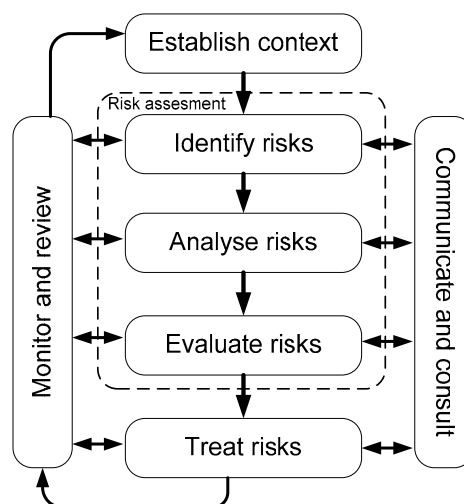 Establish context
Risk assesment
Identify risks
Analyse risks
Evaluate risks
Treat risks
Monitor and review
Communicate and consult